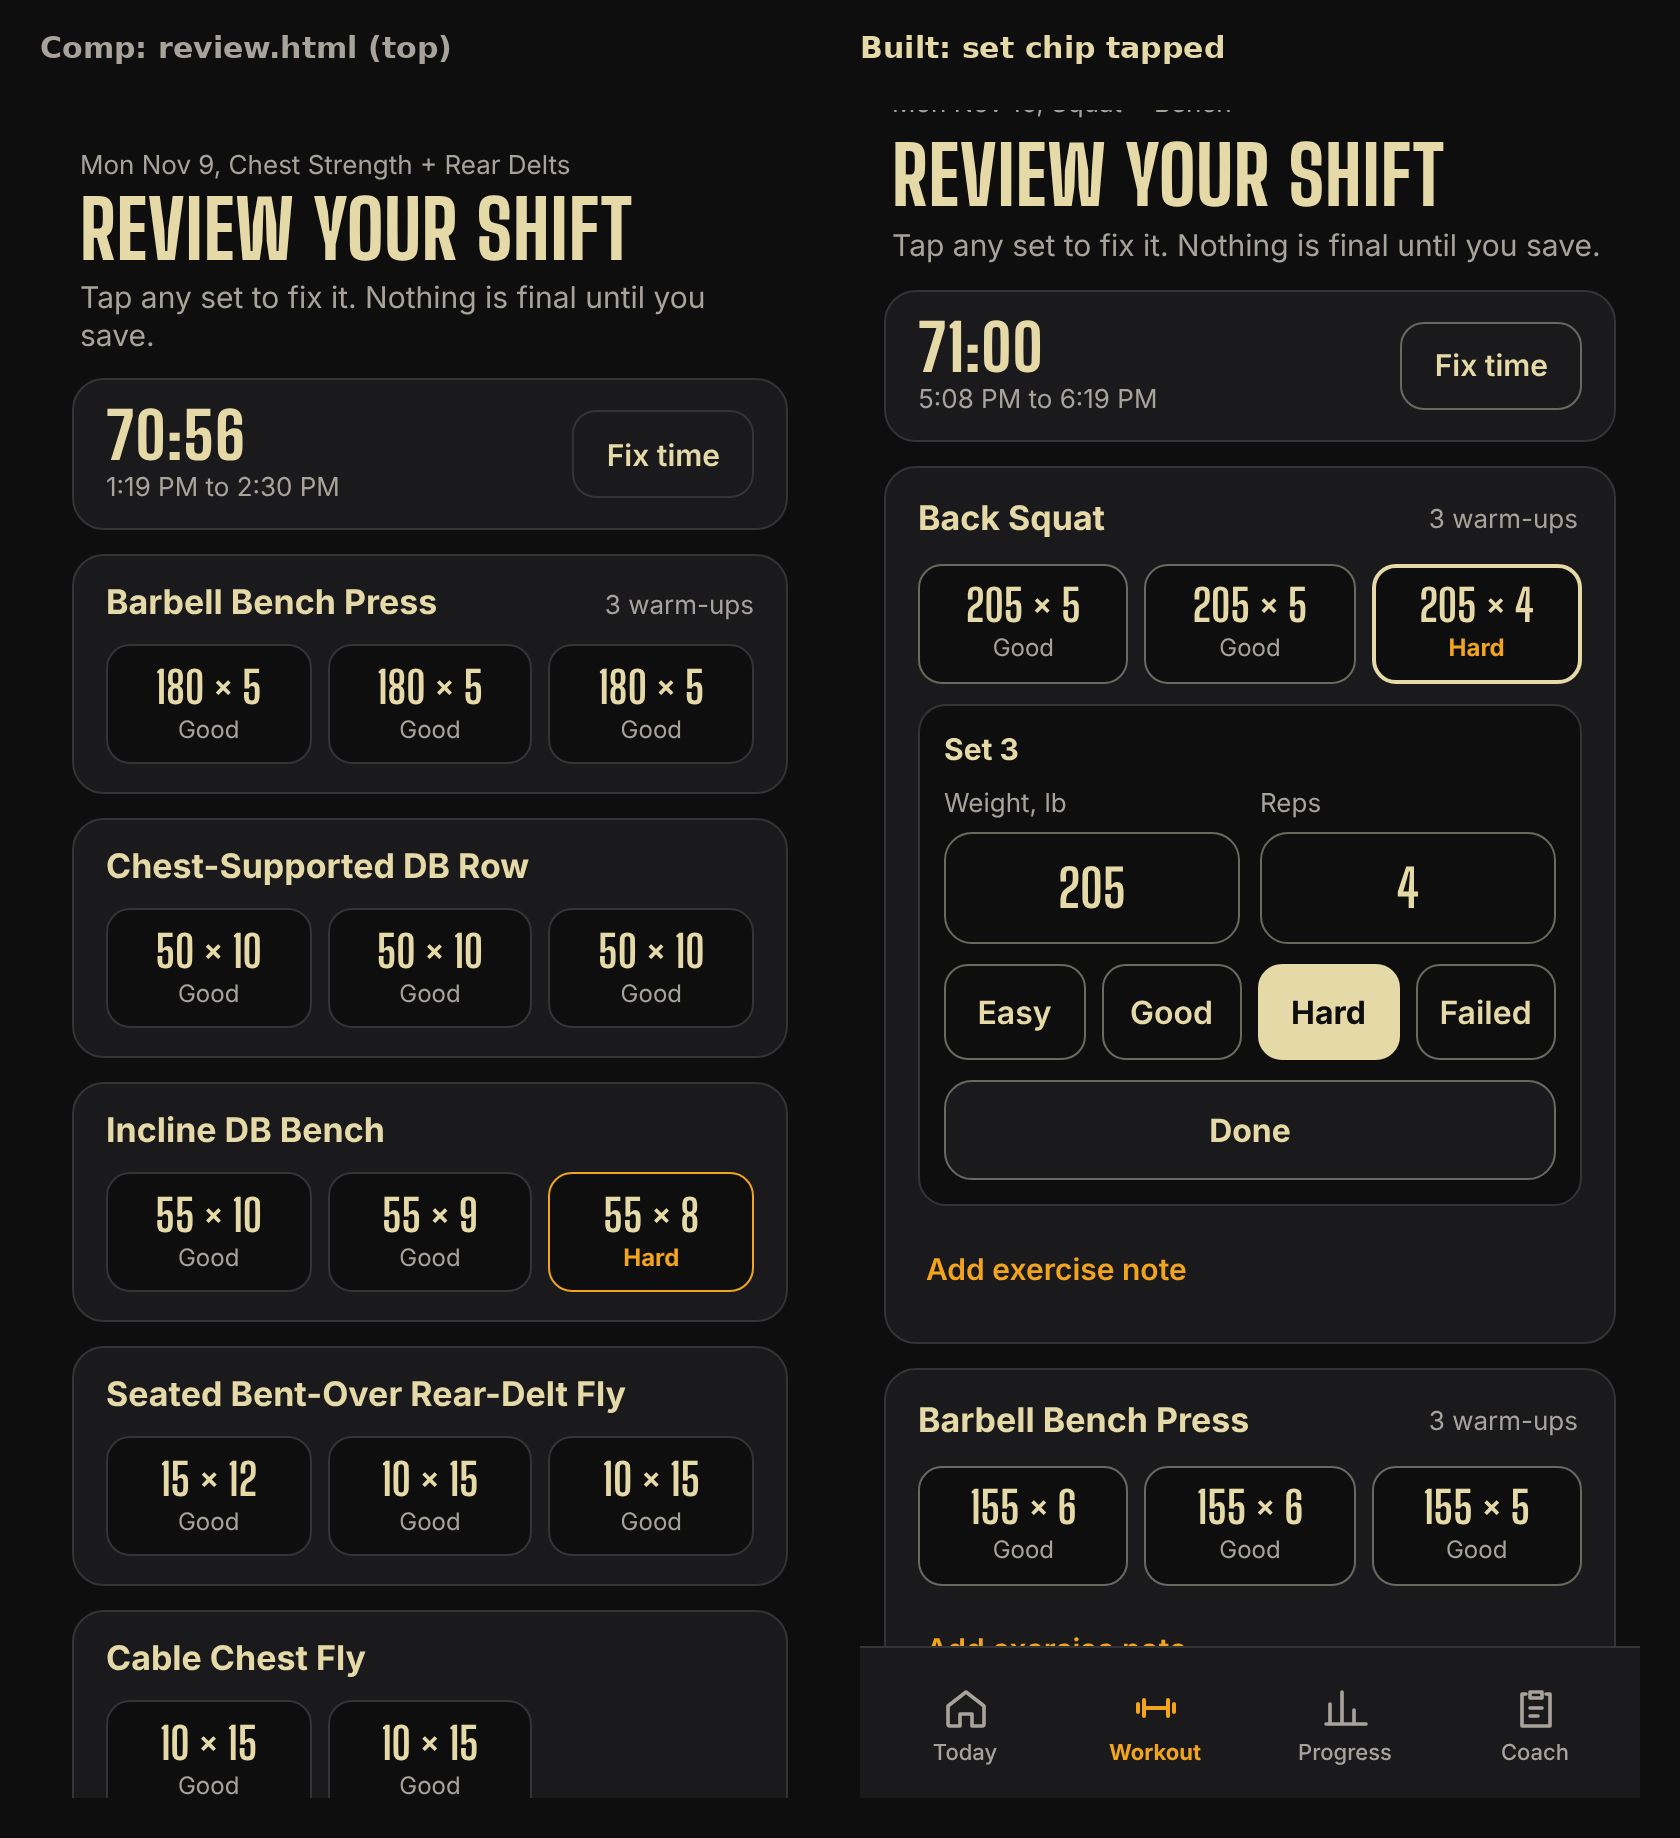 Comp: review.html (top)
Mon Nov 9, Chest Strength + Rear Delts
REVIEW YOUR SHIFT
Tap any set to fix it. Nothing is final until you
save.
70:56
1:19 PM to 2:30 PM
Fix time
Barbell Bench Press
3 warm-ups
180 × 5
180 × 5
180 × 5
Good
Good
Good
Chest-Supported DB Row
50 × 10
50 × 10
50 × 10
Good
Good
Good
Incline DB Bench
55 × 10
55 × 9
55 × 8
Good
Good
Hard
Seated Bent-Over Rear-Delt Fly
15 × 12
10 × 15
10 × 15
Good
Good
Good
Cable Chest Fly
10 × 15
10 × 15
Good
Good
Built: set chip tapped
REVIEW YOUR SHIFT
Tap any set to fix it. Nothing is final until you save.
71:00
5:08 PM to 6:19 PM
Fix time
Back Squat
3 warm-ups
205 × 5
205 × 5
205 × 4
Good
Good
Hard
Set 3
Weight, lb
Reps
205
4
Easy
Good
Hard
Failed
Done
Add exercise note
Barbell Bench Press
3 warm-ups
155 × 6
155 × 6
155 × 5
Good
Good
Good
Add exercise note
Today
Workout
Progress
Coach